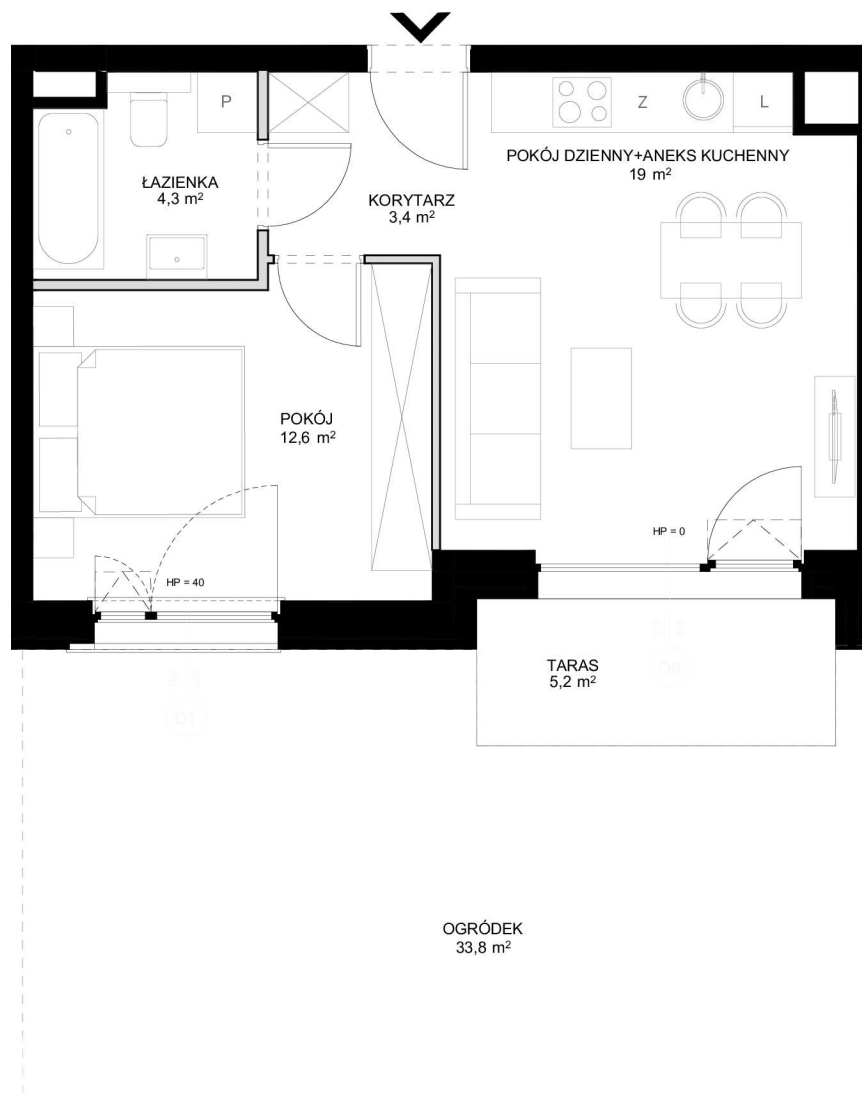 P
Z
L
POKÓJ DZIENNY+ANEKS KUCHENNY
19 m²
ŁAZIENKA
4,3 m²
KORYTARZ
3,4 m²
POKÓJ
12,6 m²
HP = 0
HP = 40
TARAS
5,2 m²
OGRÓDEK
33,8 m²